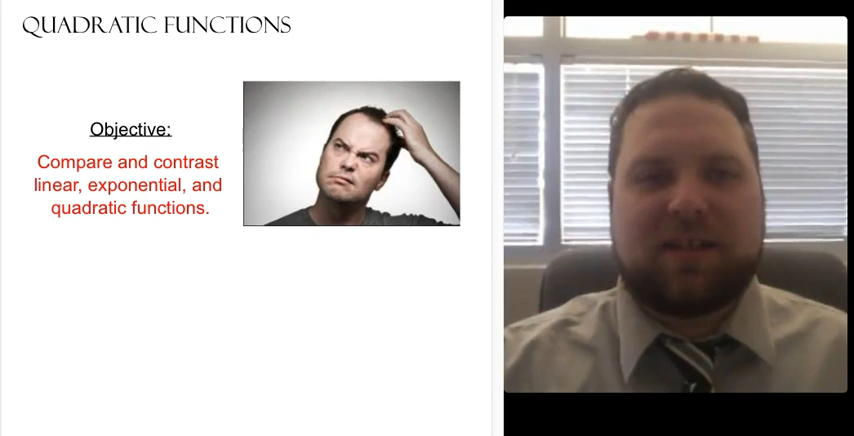 QUADRATIC FUNCTIONS
Objective:
Compare and contrast
linear, exponential, and
quadratic functions.